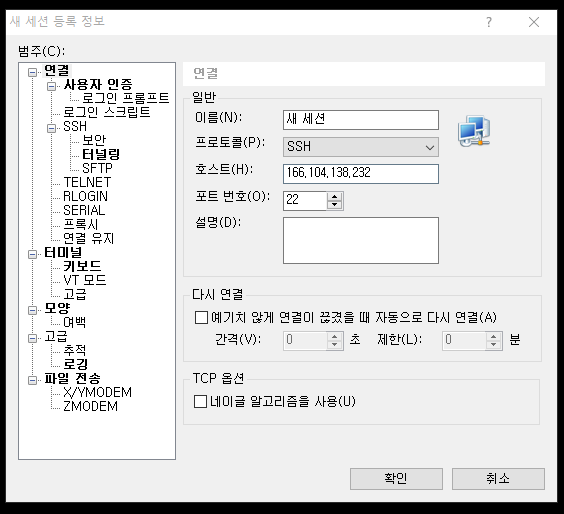 새 세션 등록 정보
범주(C):
연결
사용자 인증
로그인 프롬프트
로그인 스크립트
SSH
보안
터널링
SFTP
TELNET
RLOGIN
SERIAL
프록시
연결 유지
터미널
키보드
VT 모드
고급
모양
여백
고급
추적
로깅
파일 전송
X/YMODEM
ZMODEM
연결
일반
이름(N): 새 세션
프로토콜(P): SSH
호스트(H): 166,104,138,232
포트 번호(O): 22
설명(D):
다시 연결
예기치 않게 연결이 끊겼을 때 자동으로 다시 연결(A)
간격(V): 0 초 제한(L): 0 분
TCP 옵션
네이글 알고리즘을 사용(U)
확인 취소